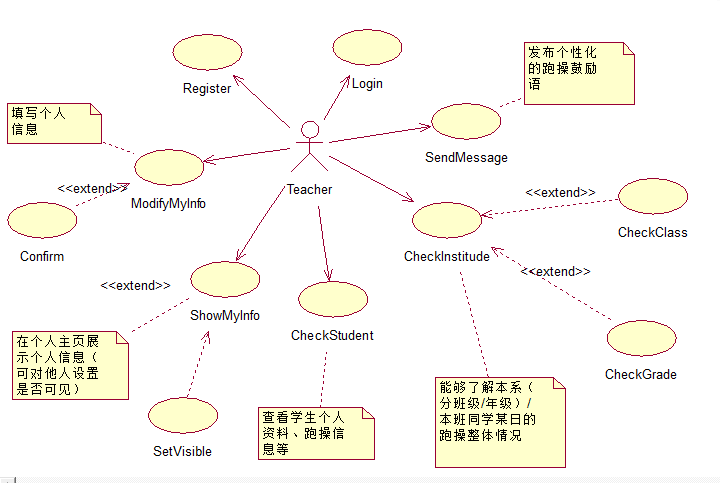 Register
Login
发布个性化
的跑操鼓励
语
SendMessage
填写个人
信息
Teacher
<<extend>>
ModifyMyInfo
<<extend>>
CheckClass
Confirm
CheckInstitude
<<extend>>
<<extend>>
ShowMyInfo
CheckStudent
在个人主页展
示个人信息（
可对他人设置
是否可见）
CheckGrade
能够了解本系（
分班级/年级）/
本班同学某日的
跑操整体情况
查看学生个人
资料、跑操信
息等
SetVisible